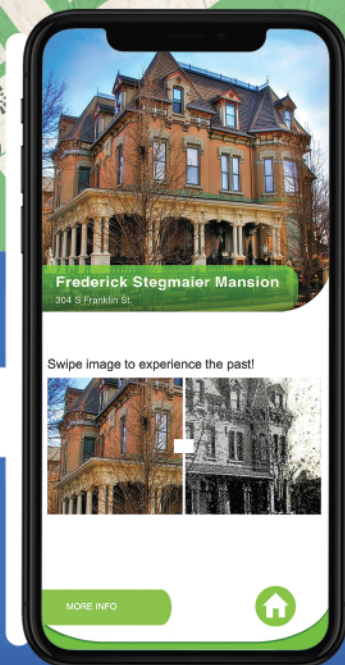 Frederick Stegmaier Mansion
304 S Franklin St.
Swipe image to experience the past!
MORE INFO